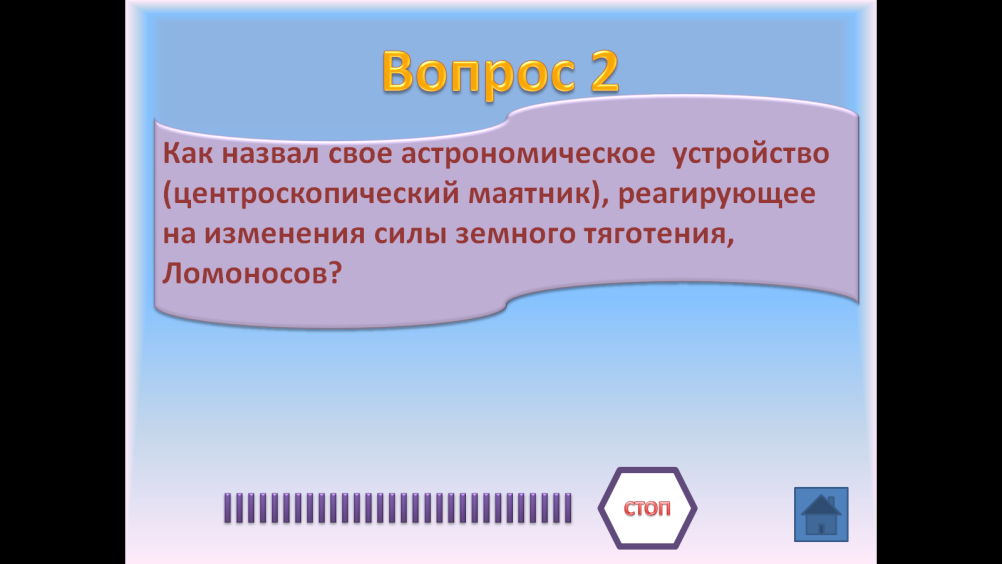 Вопрос 2
Как назвал свое астрономическое  устройство
(центроскопический маятник), реагирующее
на изменения силы земного тяготения,
Ломоносов?
СТОП